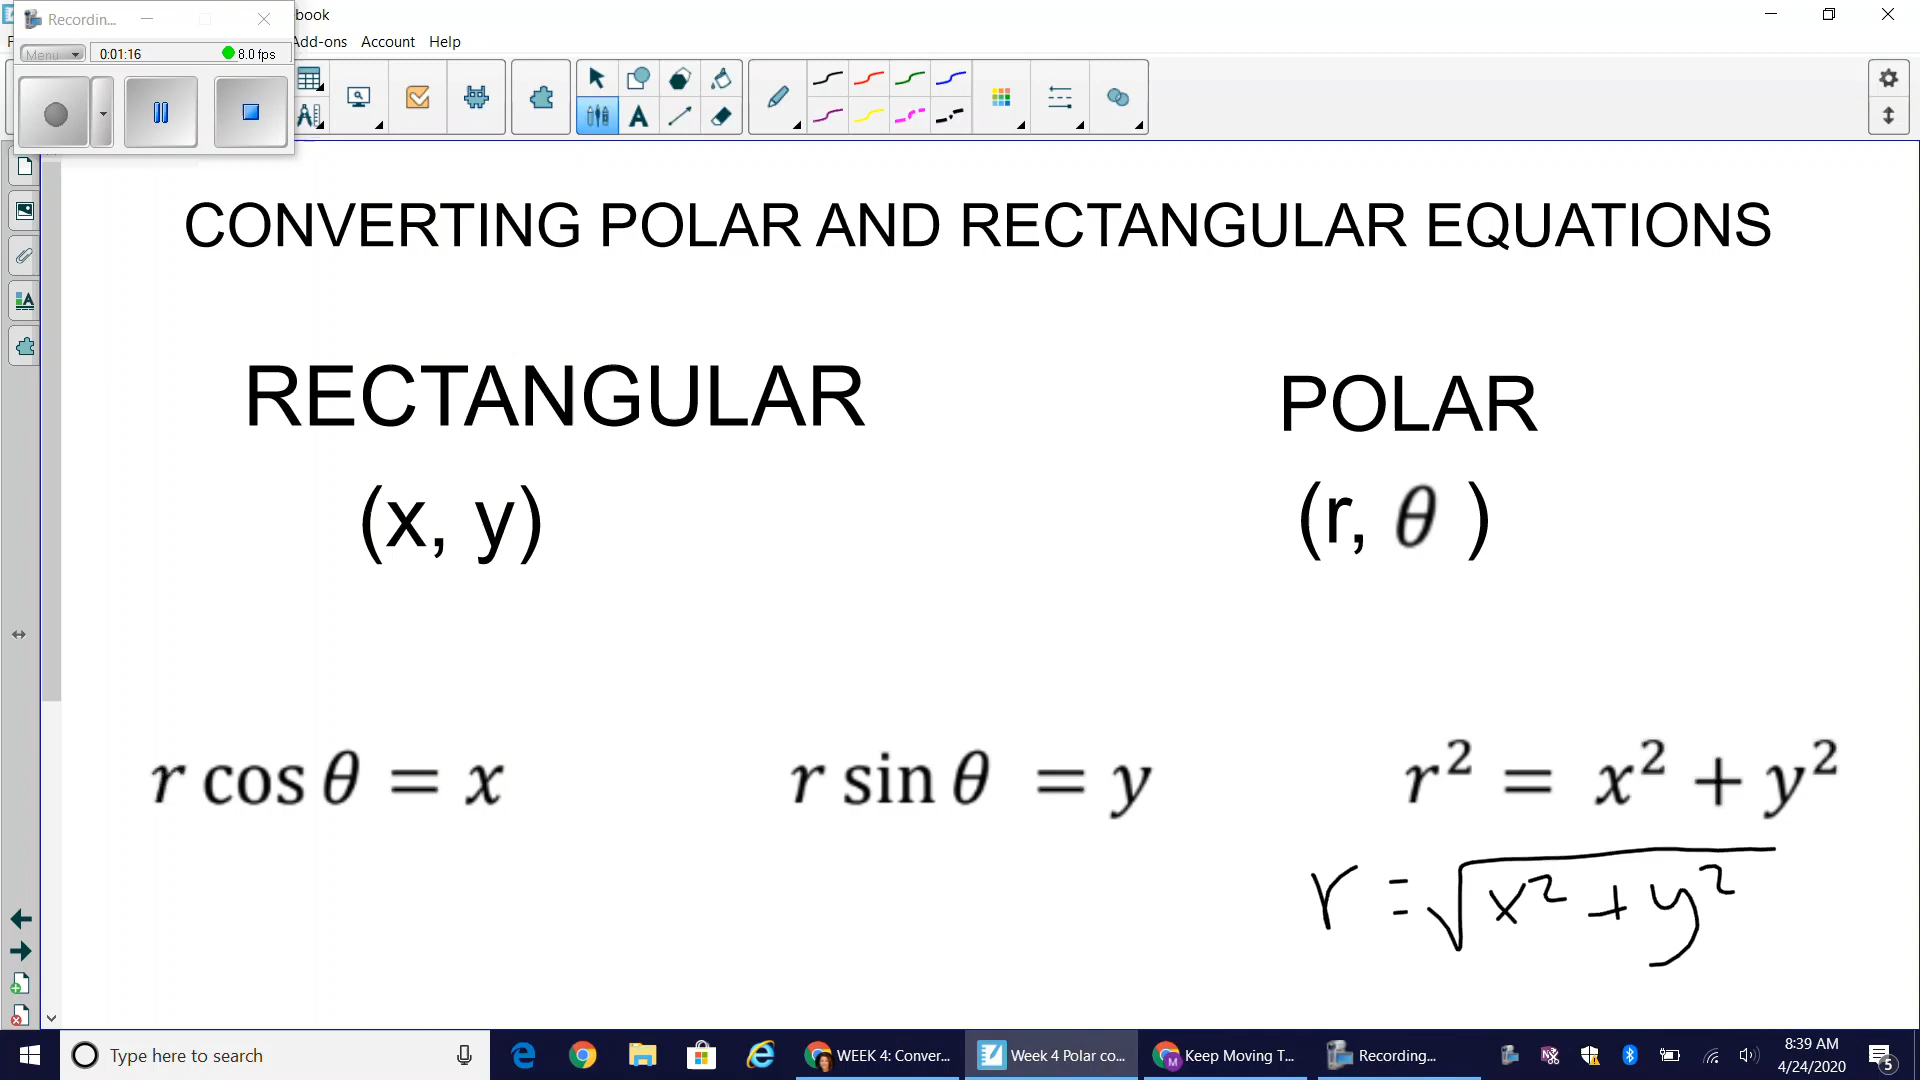 Recordin...
book
Menu
0:01:16
8.0 fps
Add-ons Account Help
CONVERTING POLAR AND RECTANGULAR EQUATIONS
RECTANGULAR
POLAR
(x, y)
(r, θ )
r cos θ = x
r sin θ = y
r² = x² + y²
r = √x² + y²
Type here to search
WEEK 4: Conver...
Week 4 Polar co...
Keep Moving T...
Recording...
8:39 AM
4/24/2020
5